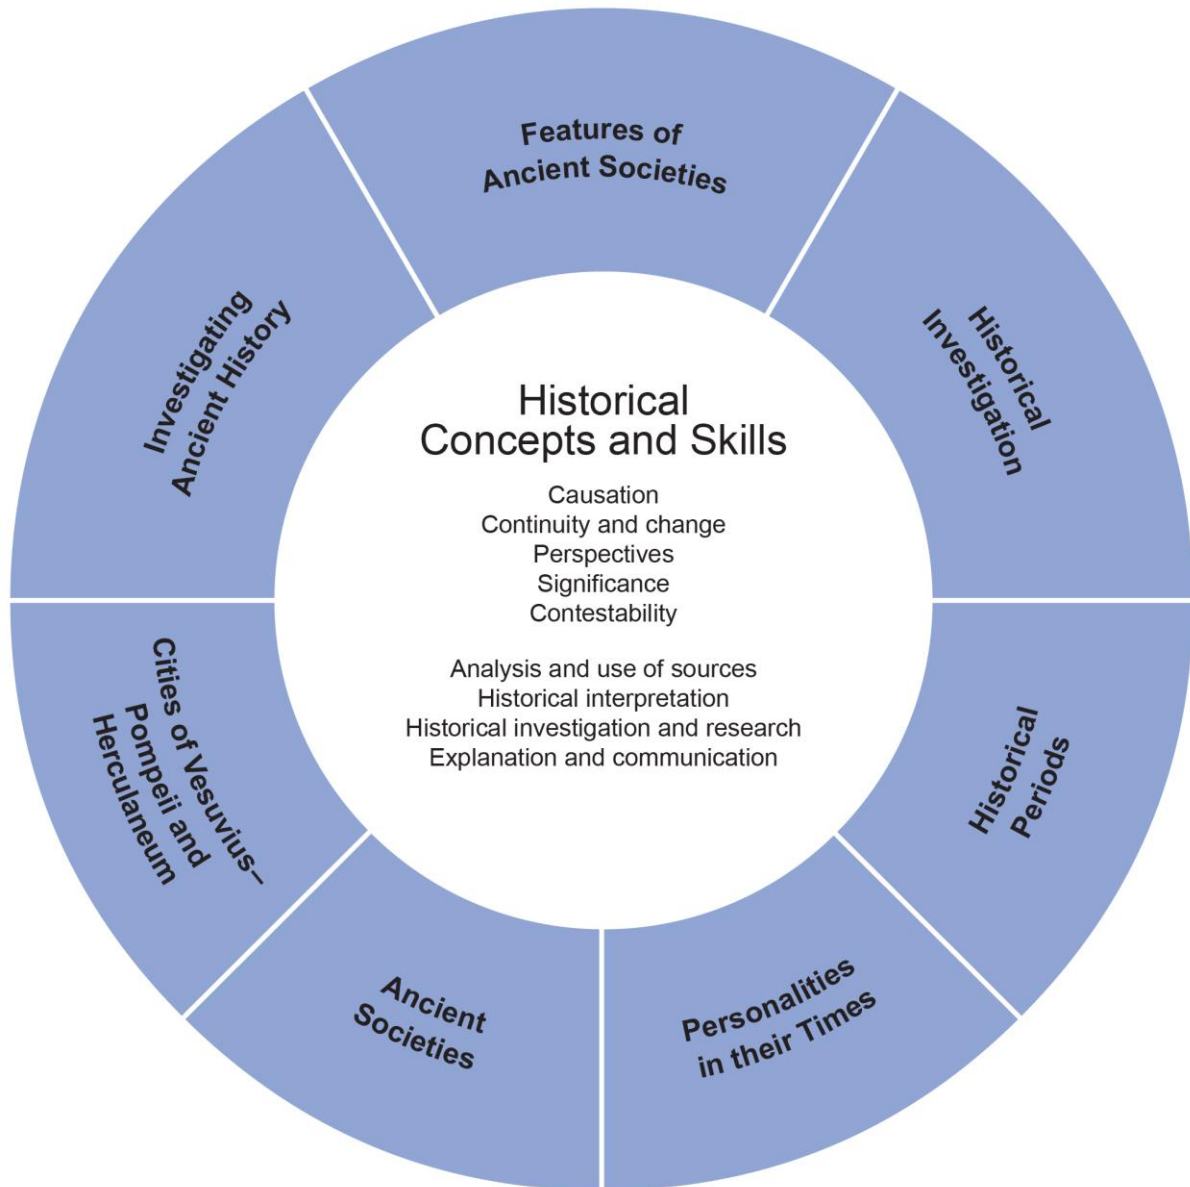 Features of
Ancient Societies
Historical
Investigation
Investigating
Ancient History
Historical
Concepts and Skills
Causation
Continuity and change
Perspectives
Significance
Contestability
Analysis and use of sources
Historical interpretation
Historical investigation and research
Explanation and communication
Cities of Vesuvius–
Pompeii and
Herculaneum
Historical
Periods
Ancient
Societies
Personalities
in their Times